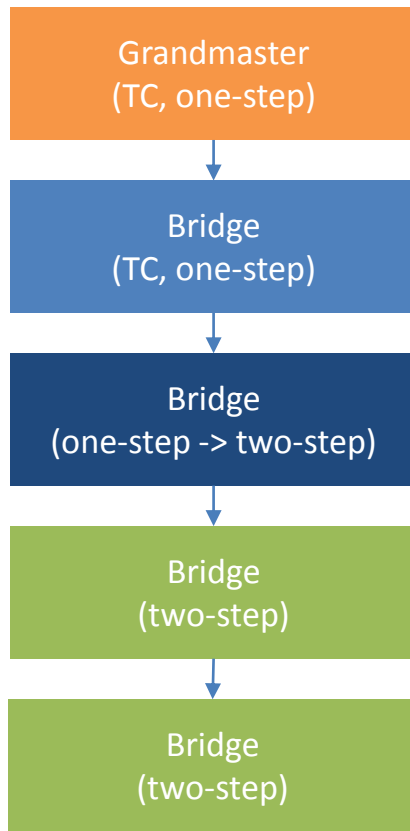 Grandmaster
(TC, one-step)
Bridge
(TC, one-step)
Bridge
(one-step -> two-step)
Bridge
(two-step)
Bridge
(two-step)